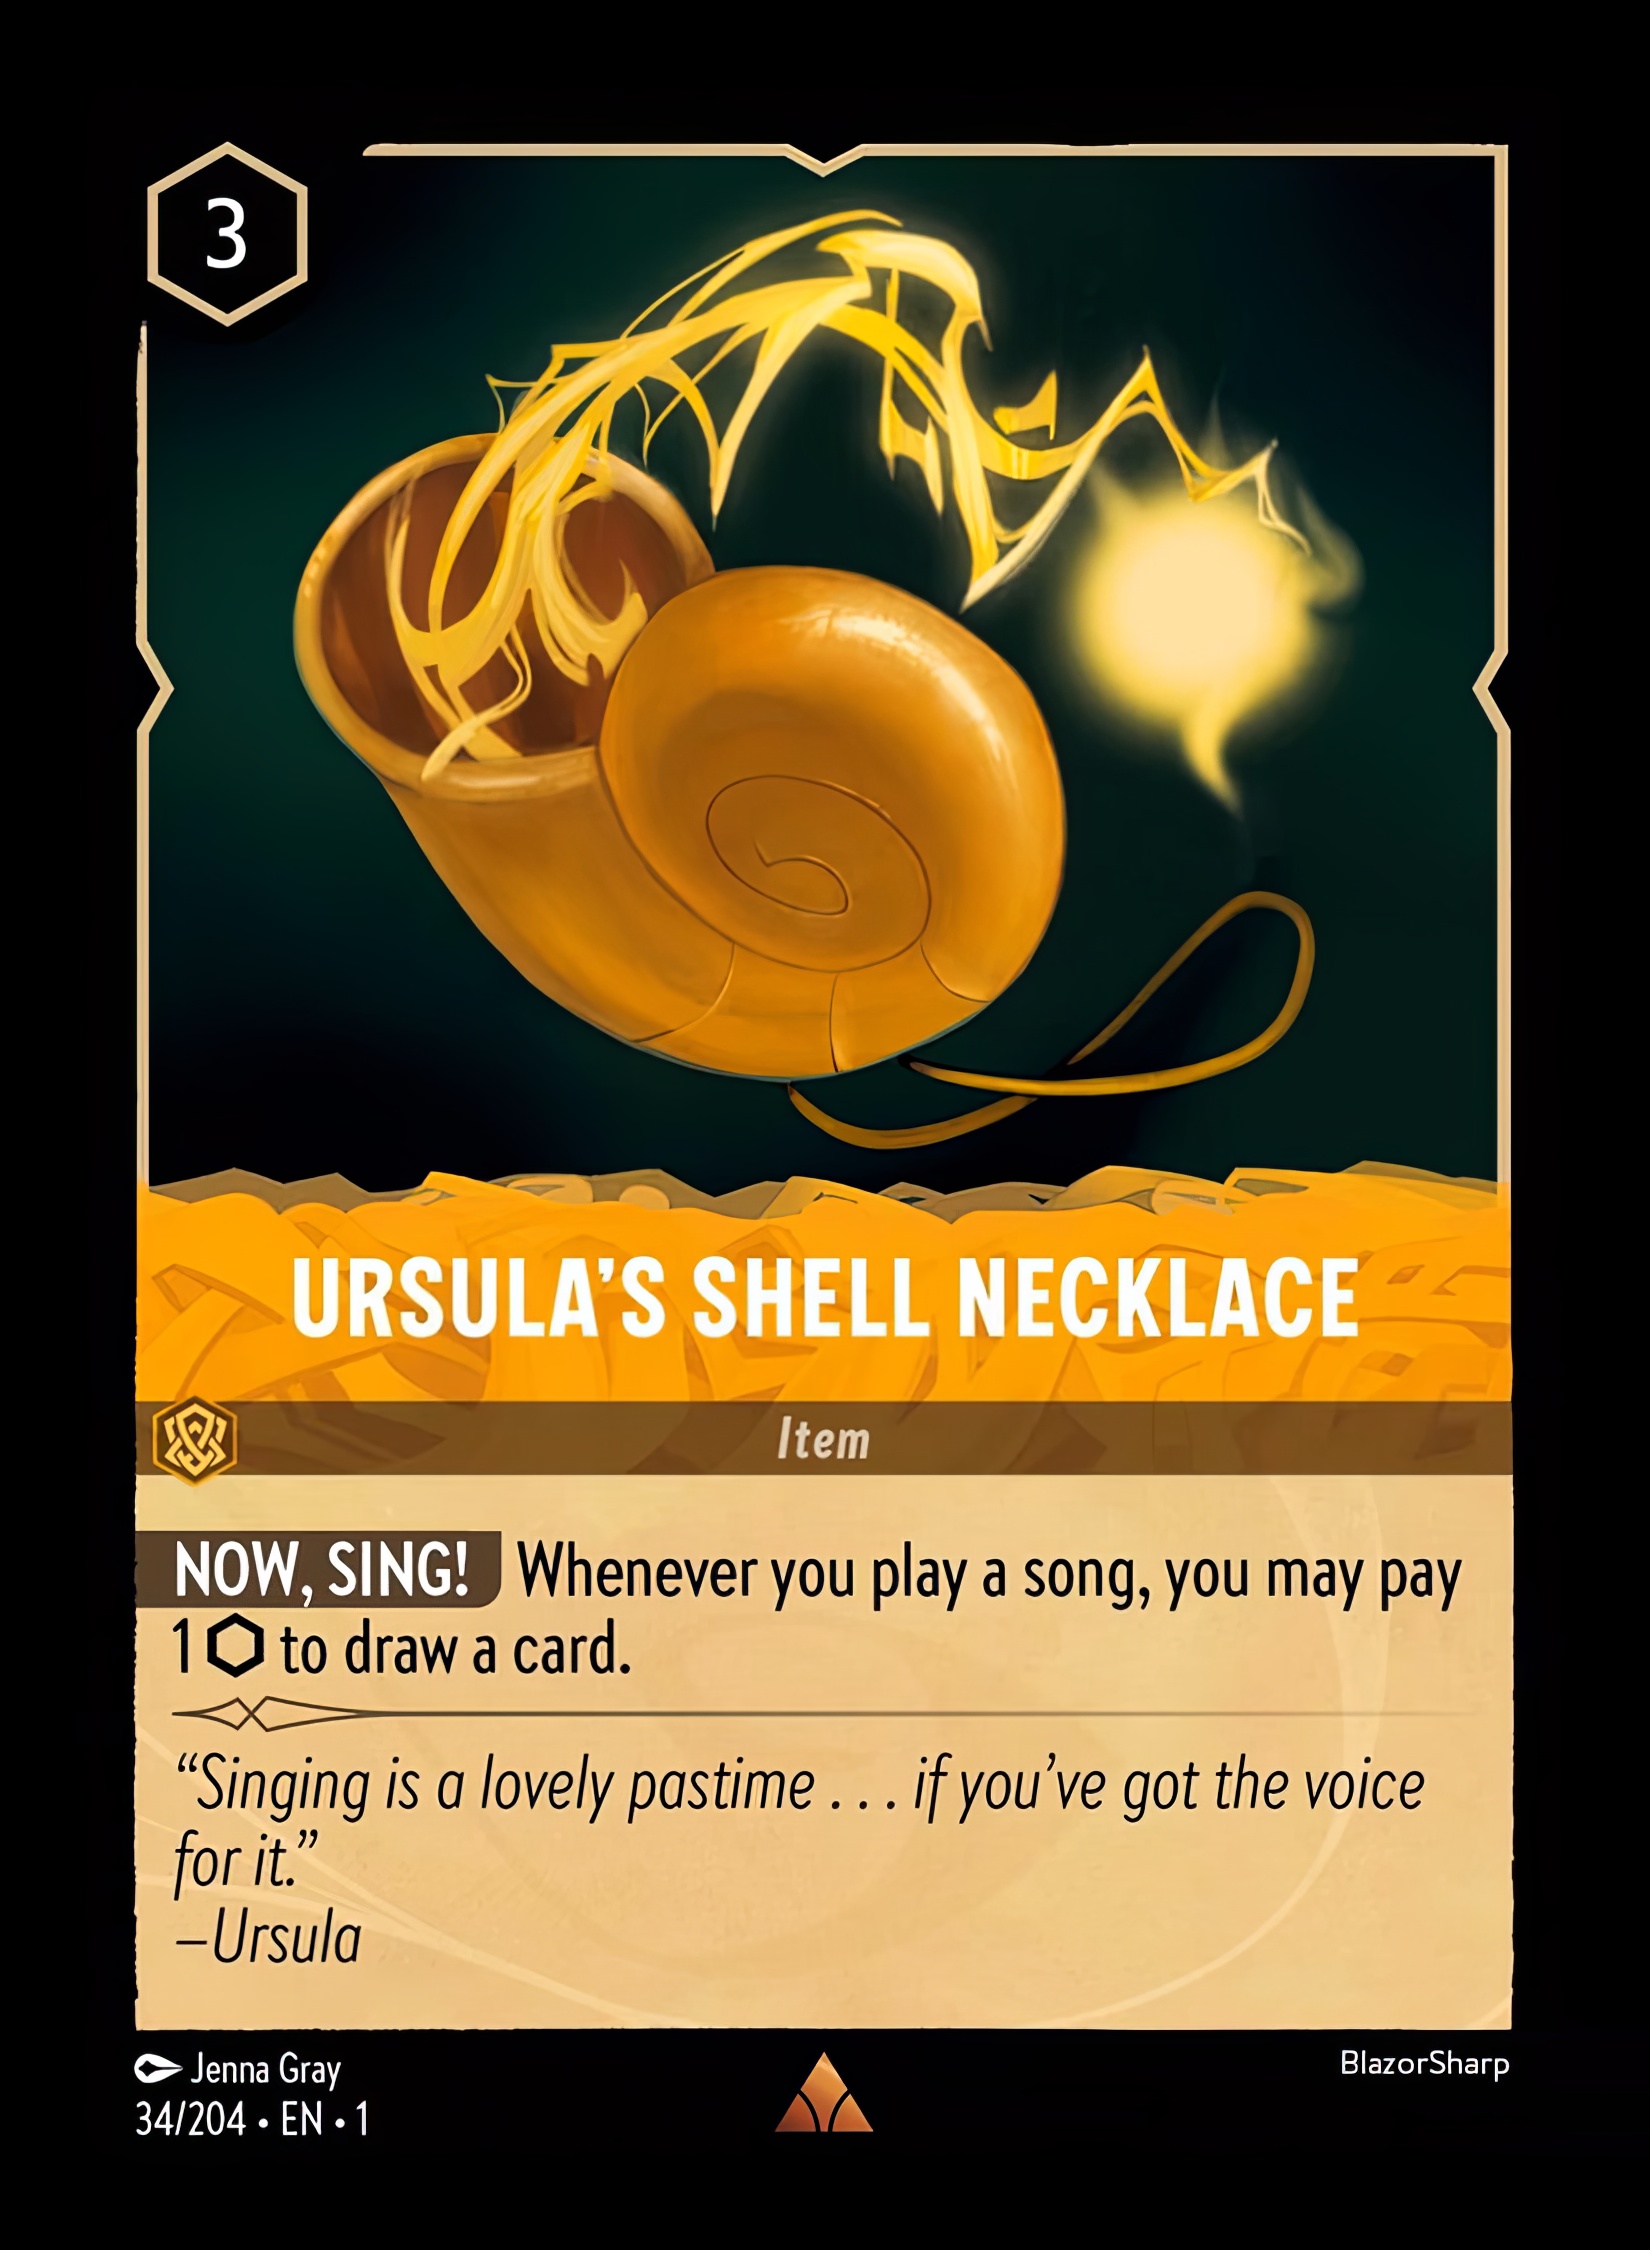 3
URSULA’S SHELL NECKLACE
Item
NOW, SING! Whenever you play a song, you may pay
1 ⬡ to draw a card.
“Singing is a lovely pastime . . . if you’ve got the voice
for it.”
–Ursula
Jenna Gray
BlazorSharp
34/204 • EN • 1